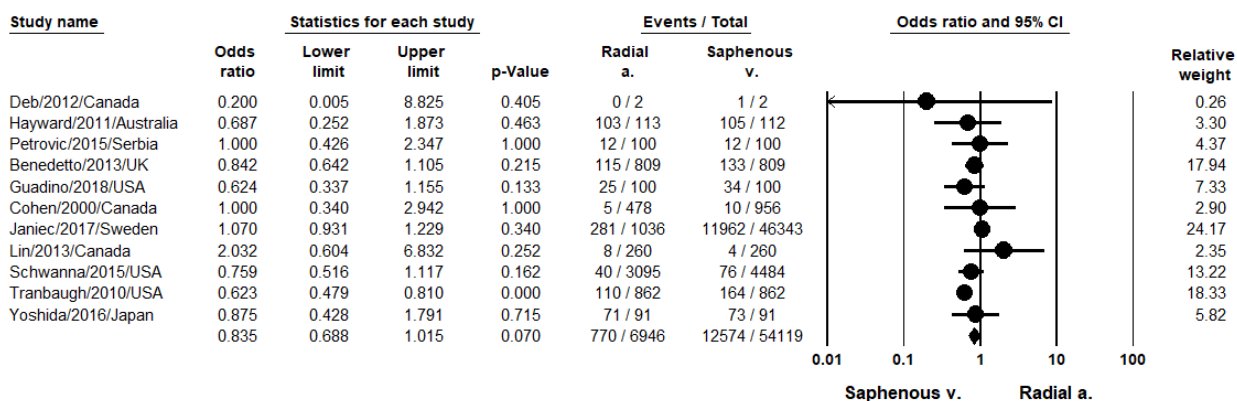 Study name Statistics for each study Events / Total Odds ratio and 95% CI
Odds ratio Lower limit Upper limit p-Value Radial a. Saphenous v. Relative weight
Deb/2012/Canada 0.200 0.005 8.825 0.405 0 / 2 1 / 2 0.26
Hayward/2011/Australia 0.687 0.252 1.873 0.463 103 / 113 105 / 112 3.30
Petrovic/2015/Serbia 1.000 0.426 2.347 1.000 12 / 100 12 / 100 4.37
Benedetto/2013/UK 0.842 0.642 1.105 0.215 115 / 809 133 / 809 17.94
Guadino/2018/USA 0.624 0.337 1.155 0.133 25 / 100 34 / 100 7.33
Cohen/2000/Canada 1.000 0.340 2.942 1.000 5 / 478 10 / 956 2.90
Janiec/2017/Sweden 1.070 0.931 1.229 0.340 281 / 1036 11962 / 46343 24.17
Lin/2013/Canada 2.032 0.604 6.832 0.252 8 / 260 4 / 260 2.35
Schwanna/2015/USA 0.759 0.516 1.117 0.162 40 / 3095 76 / 4484 13.22
Tranbaugh/2010/USA 0.623 0.479 0.810 0.000 110 / 862 164 / 862 18.33
Yoshida/2016/Japan 0.875 0.428 1.791 0.715 71 / 91 73 / 91 5.82
0.835 0.688 1.015 0.070 770 / 6946 12574 / 54119
0.01 0.1 1 10 100
Saphenous v. Radial a.